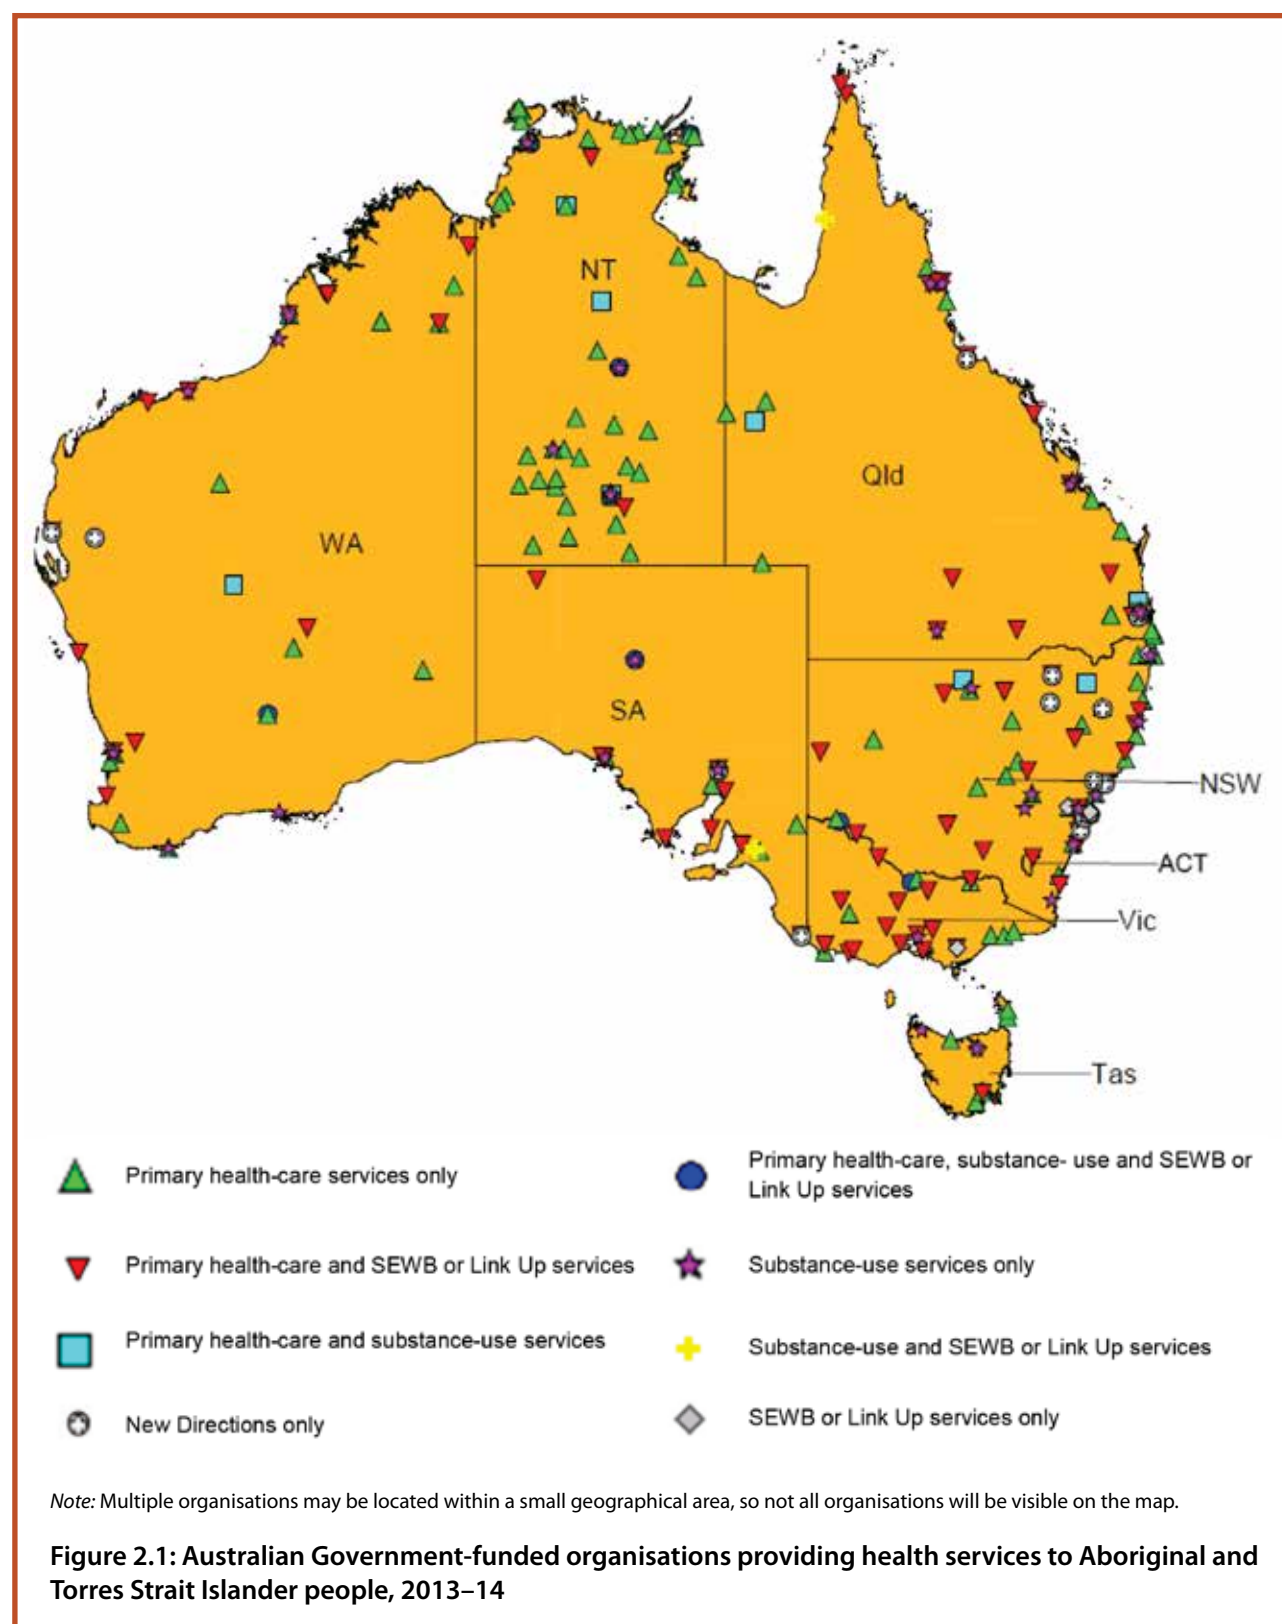 NT
Qld
WA
SA
NSW
ACT
Vic
Tas
Primary health-care services only
Primary health-care and SEWB or Link Up services
Primary health-care and substance-use services
New Directions only
Primary health-care, substance- use and SEWB or
Link Up services
Substance-use services only
Substance-use and SEWB or Link Up services
SEWB or Link Up services only
Note: Multiple organisations may be located within a small geographical area, so not all organisations will be visible on the map.
Figure 2.1: Australian Government-funded organisations providing health services to Aboriginal and
Torres Strait Islander people, 2013–14